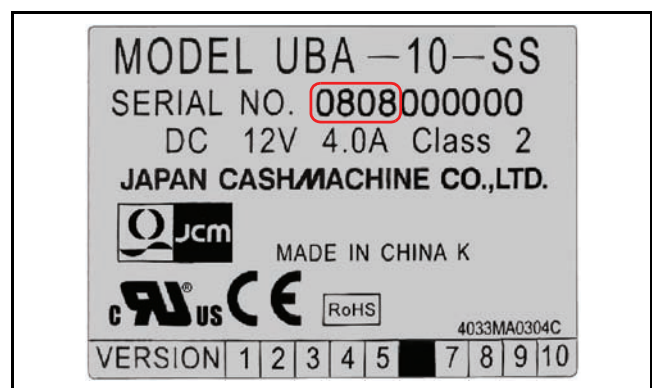 MODEL UBA—10—SS
SERIAL NO. 0808000000
DC 12V 4.0A Class 2
JAPAN CASHMACHINE CO.,LTD.
JCM
MADE IN CHINA K
C RU US CE RoHS
4033MA0304C
VERSION 1 2 3 4 5 7 8 9 10